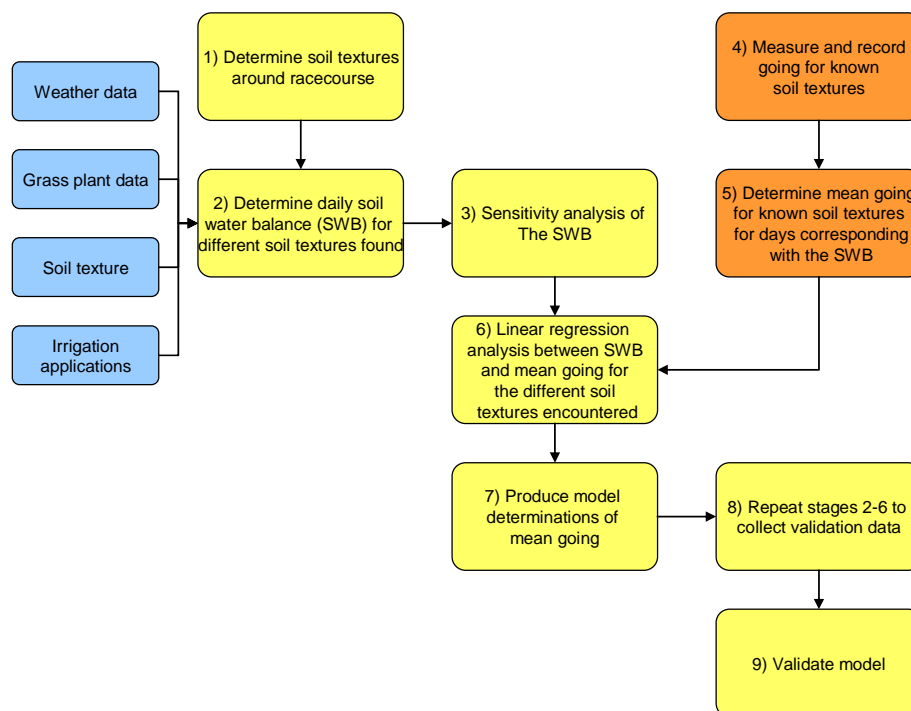 1) Determine soil textures
around racecourse
4) Measure and record
going for known
soil textures
Weather data
Grass plant data
Soil texture
Irrigation
applications
2) Determine daily soil
water balance (SWB) for
different soil textures found
3) Sensitivity analysis of
The SWB
5) Determine mean going
for known soil textures
for days corresponding
with the SWB
6) Linear regression
analysis between SWB
and mean going for
the different soil
textures encountered
7) Produce model
determinations of
mean going
8) Repeat stages 2-6 to
collect validation data
9) Validate model